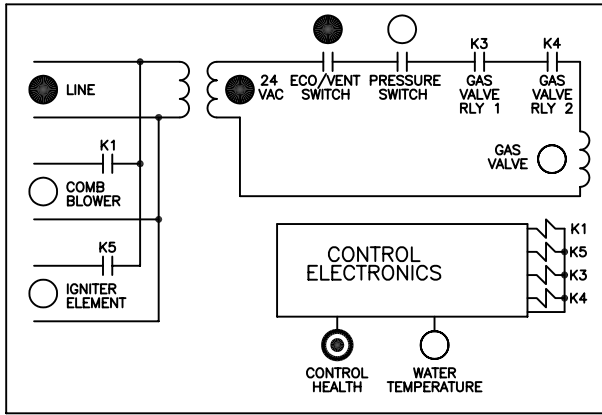 LINE
K1
COMB
BLOWER
K5
IGNITER
ELEMENT
24
VAC
ECO/VENT
SWITCH
PRESSURE
SWITCH
K3
GAS
VALVE
RLY 1
K4
GAS
VALVE
RLY 2
GAS
VALVE
CONTROL
ELECTRONICS
K1
K5
K3
K4
CONTROL
HEALTH
WATER
TEMPERATURE